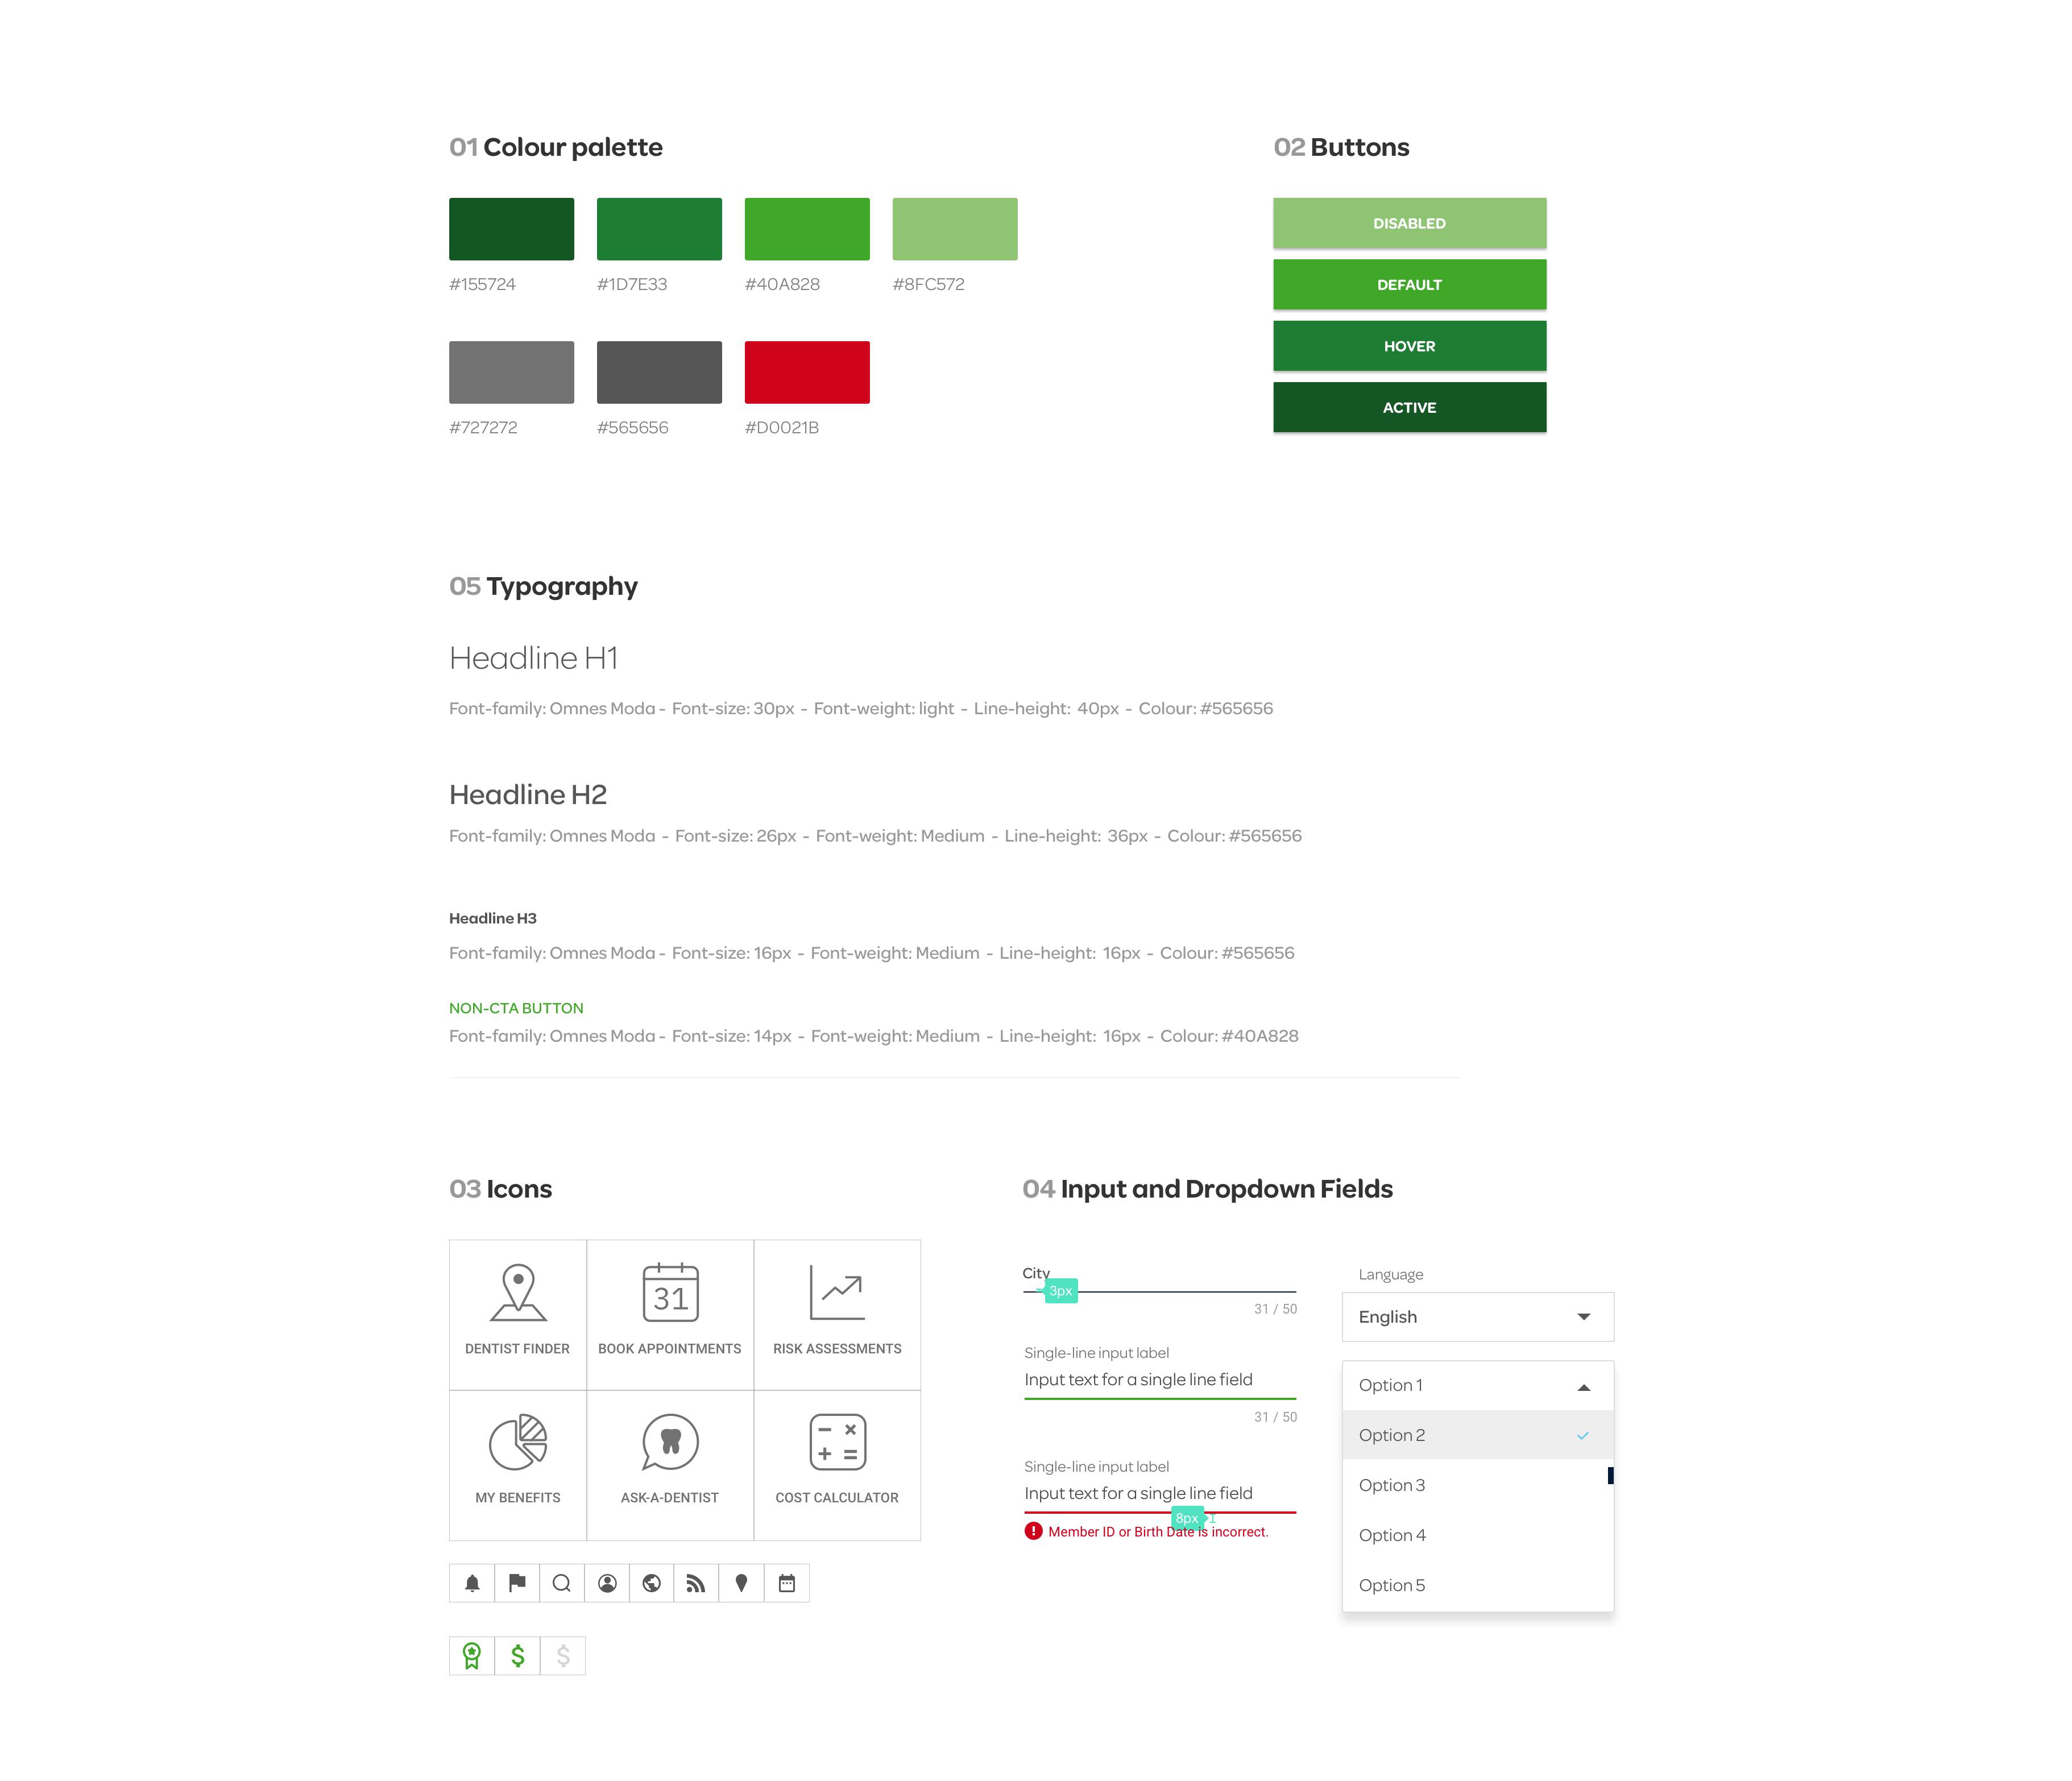 01 Colour palette
#155724
#1D7E33
#40A828
#8FC572
#727272
#565656
#D0021B
02 Buttons
DISABLED
DEFAULT
HOVER
ACTIVE
05 Typography
Headline H1
Font-family: Omnes Moda - Font-size: 30px - Font-weight: light - Line-height: 40px - Colour: #565656
Headline H2
Font-family: Omnes Moda - Font-size: 26px - Font-weight: Medium - Line-height: 36px - Colour: #565656
Headline H3
Font-family: Omnes Moda - Font-size: 16px - Font-weight: Medium - Line-height: 16px - Colour: #565656
NON-CTA BUTTON
Font-family: Omnes Moda - Font-size: 14px - Font-weight: Medium - Line-height: 16px - Colour: #40A828
03 Icons
31
DENTIST FINDER
BOOK APPOINTMENTS
RISK ASSESSMENTS
MY BENEFITS
ASK-A-DENTIST
COST CALCULATOR
04 Input and Dropdown Fields
City
3px
31 / 50
Single-line input label
Input text for a single line field
31 / 50
Single-line input label
Input text for a single line field
8px
Member ID or Birth Date is incorrect.
Language
English
Option 1
Option 2
Option 3
Option 4
Option 5